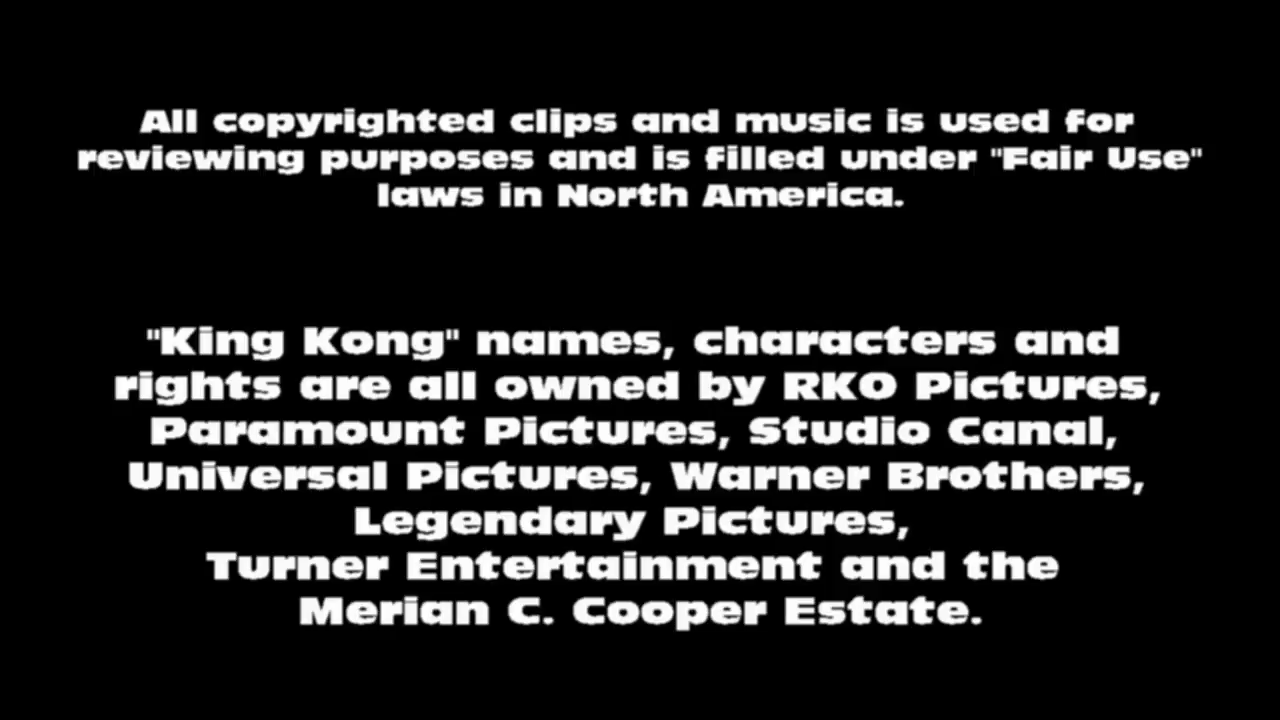 All copyrighted clips and music is used for
reviewing purposes and is filled under "Fair Use"
laws in North America.
"King Kong" names, characters and
rights are all owned by RKO Pictures,
Paramount Pictures, Studio Canal,
Universal Pictures, Warner Brothers,
Legendary Pictures,
Turner Entertainment and the
Merian C. Cooper Estate.